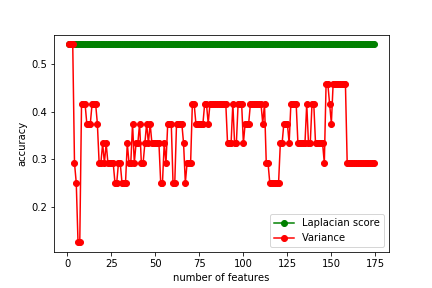 0.5
0.4
0.3
0.2
accuracy
0 25 50 75 100 125 150 175
number of features
Laplacian score
Variance